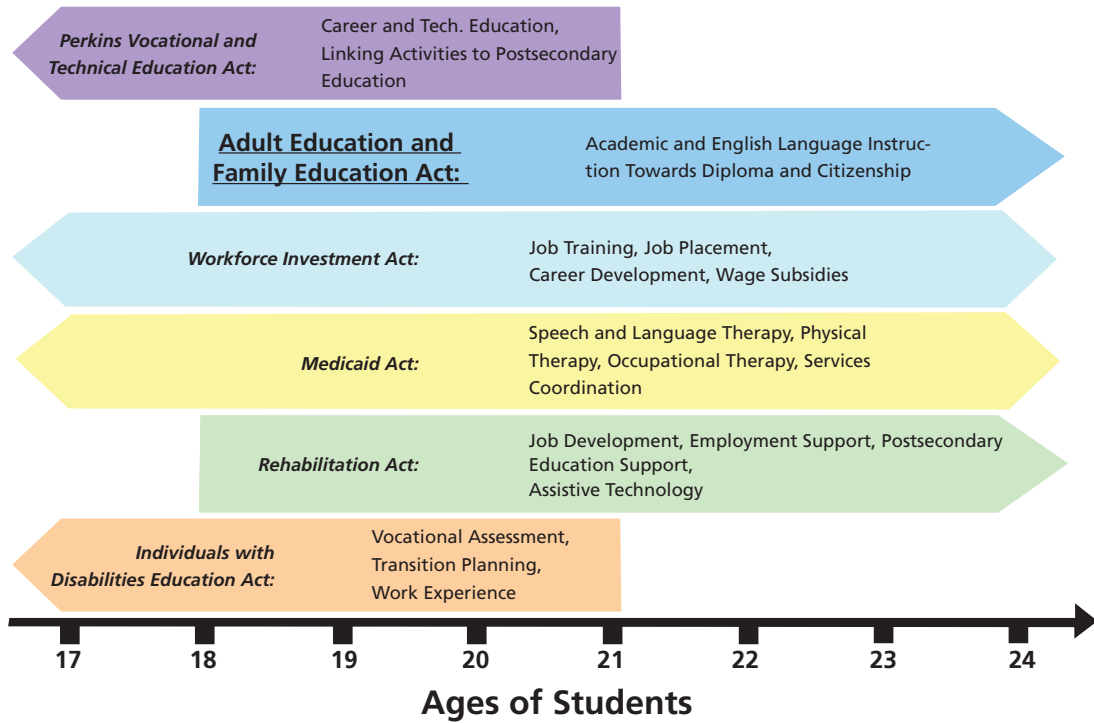 Perkins Vocational and
Technical Education Act:
Career and Tech. Education,
Linking Activities to Postsecondary
Education
Adult Education and
Family Education Act:
Academic and English Language Instruc-
tion Towards Diploma and Citizenship
Workforce Investment Act:
Job Training, Job Placement,
Career Development, Wage Subsidies
Medicaid Act:
Speech and Language Therapy, Physical
Therapy, Occupational Therapy, Services
Coordination
Rehabilitation Act:
Job Development, Employment Support, Postsecondary
Education Support,
Assistive Technology
Individuals with
Disabilities Education Act:
Vocational Assessment,
Transition Planning,
Work Experience
17 18 19 20 21 22 23 24
Ages of Students